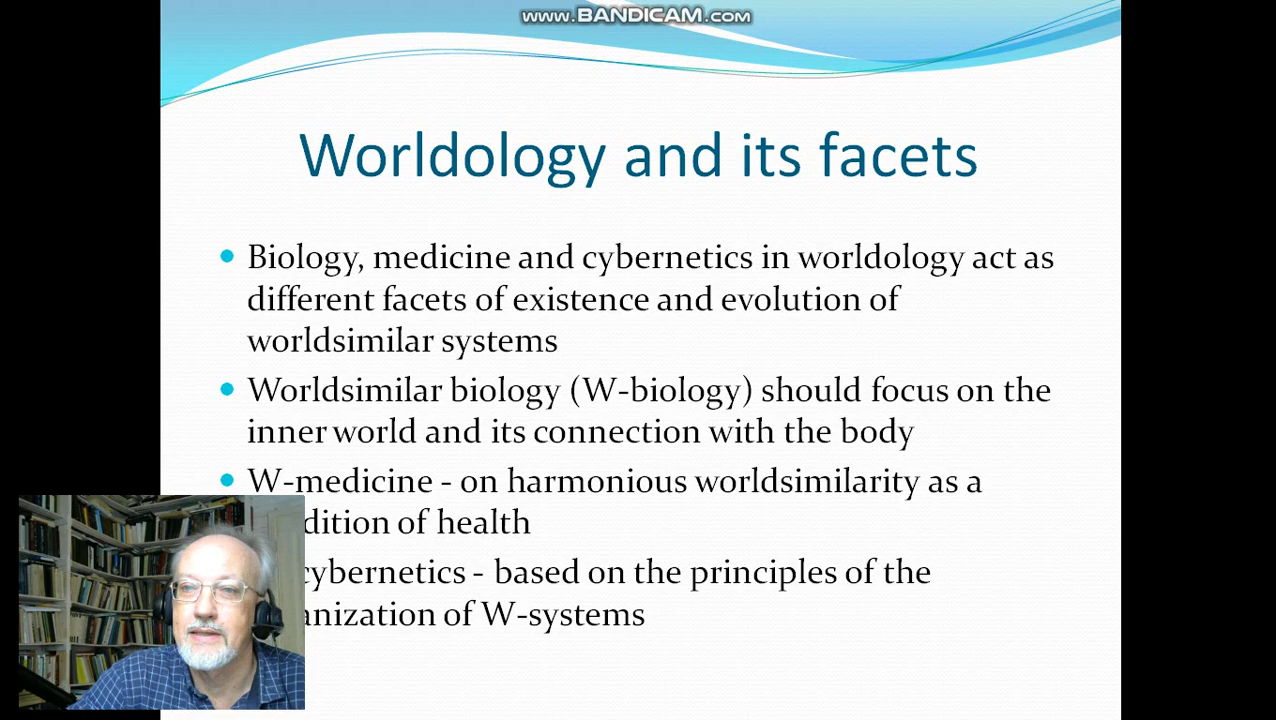 www.BANDICAM.com
Worldology and its facets
Biology, medicine and cybernetics in worldology act as
different facets of existence and evolution of
worldsimilar systems
Worldsimilar biology (W-biology) should focus on the
inner world and its connection with the body
W-medicine - on harmonious worldsimilarity as a
dition of health
cybernetics - based on the principles of the
anization of W-systems